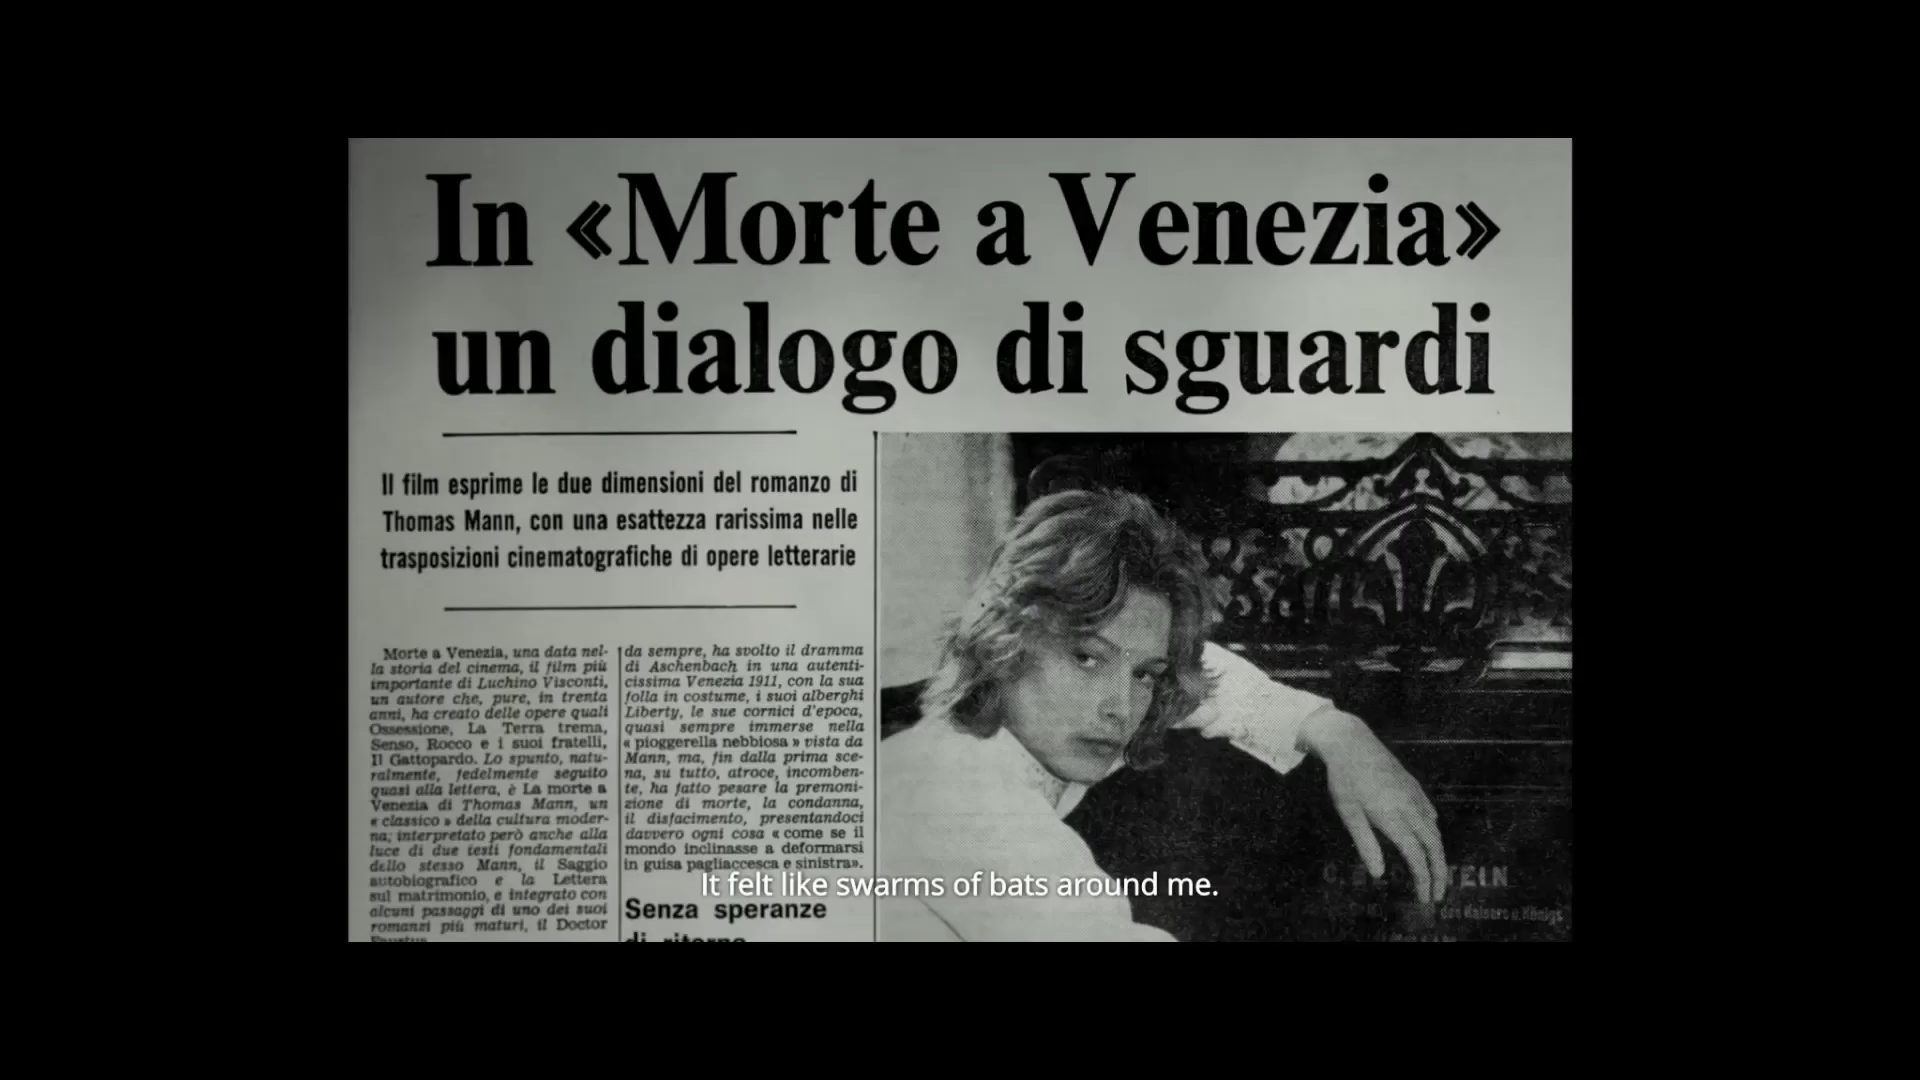 In «Morte a Venezia»
un dialogo di sguardi
Il film esprime le due dimensioni del romanzo di
Thomas Mann, con una esattezza rarissima nelle
trasposizioni cinematografiche di opere letterarie
Morte a Venezia, una data nel-
la storia del cinema, il film più
importante di Luchino Visconti,
un autore che, pure, in trenta
anni, ha creato delle opere quali
Ossessione, La Terra trema,
Senso, Rocco e i suoi fratelli,
Il Gattopardo. Lo spunto, natu-
ralmente, fedelmente seguito
quasi alla lettera, è La morte a
Venezia di Thomas Mann, un
« classico » della cultura moder-
na; interpretato però anche alla
luce di due testi fondamentali
dello stesso Mann, il Saggio
autobiografico e la Lettera
sul matrimonio, e integrato con
alcuni passaggi di uno dei suoi
romanzi più maturi, il Doctor
da sempre, ha svolto il dramma
di Aschenbach in una autenti-
cissima Venezia 1911, con la sua
folla in costume, i suoi alberghi
Liberty, le sue cornici d'epoca,
quasi sempre immerse nella
« pioggerella nebbiosa » vista da
Mann, ma, fin dalla prima sce-
na, su tutto, atroce, incomben-
te, ha fatto pesare la premoni-
zione di morte, la condanna,
il disfacimento, presentandoci
davvero ogni cosa « come se il
mondo inclinasse a deformarsi
in guisa pagliaccesca e sinistra».
Senza speranze
di ritorno
den Kaisers u. Königs
It felt like swarms of bats around me.